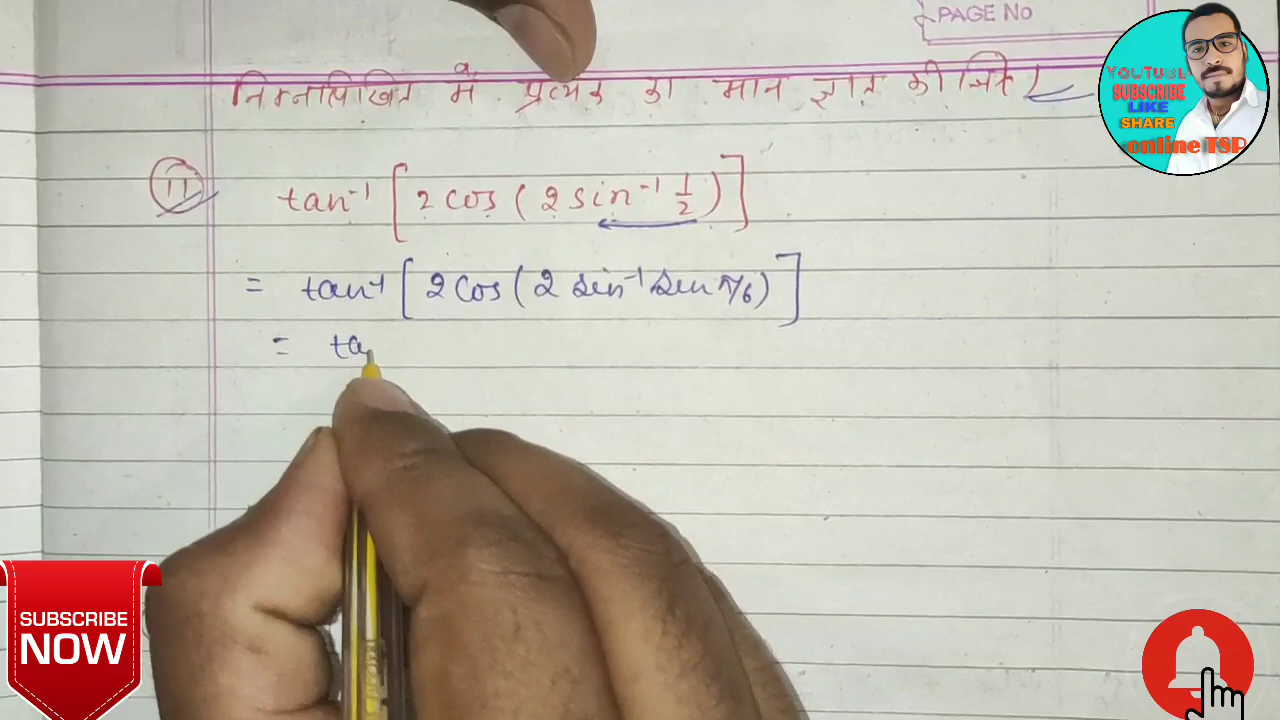 PAGE No
निम्नलिखित में प्रत्येक का मान ज्ञात कीजिए।
11 tan⁻¹ [ 2 cos ( 2 sin⁻¹ 1/2 ) ]
= tan⁻¹ [ 2 cos ( 2 sin⁻¹ sin π/6 ) ]
= ta
YOUTUBE
SUBSCRIBE
LIKE
SHARE
online TSP
SUBSCRIBE
NOW